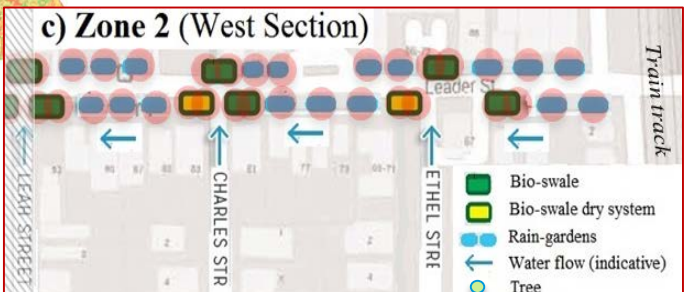 c) Zone 2 (West Section)
Train track
Leader St
LEAH STREET
CHARLES STR
ETHEL STRE
Bio-swale
Bio-swale dry system
Rain-gardens
Water flow (indicative)
Tree